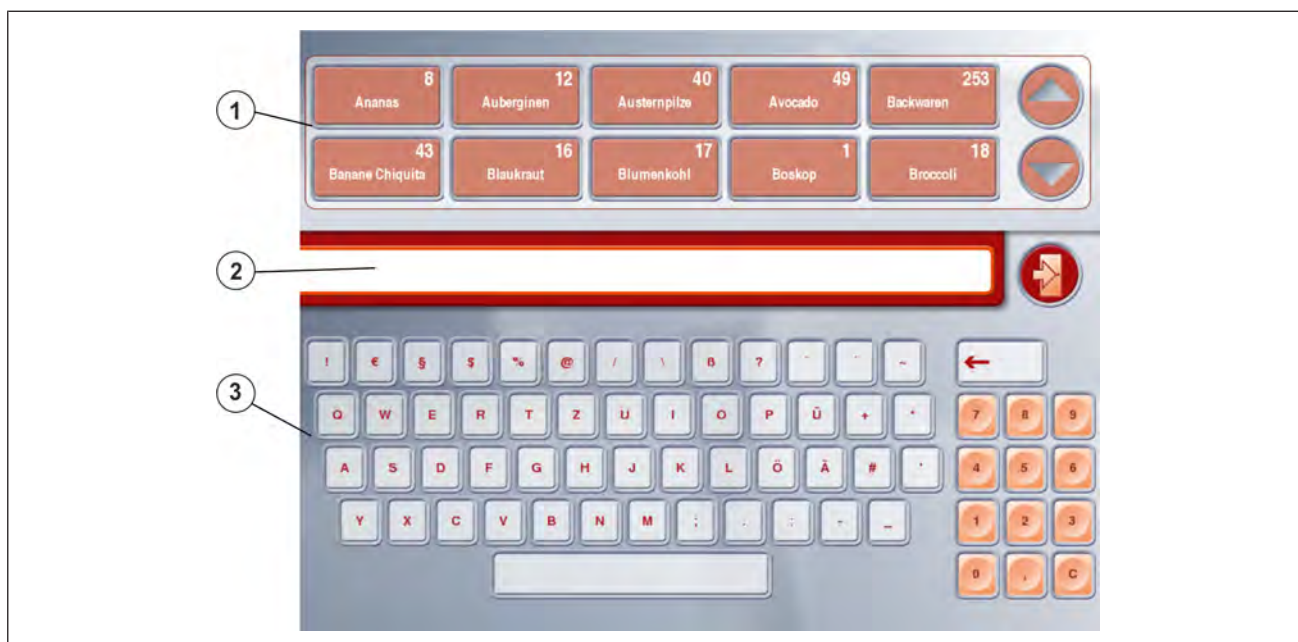 8 12 40 49 253
Ananas Auberginen Austernpilze Avocado Backwaren
1
43 16 17 1 18
Banane Chiquita Blaukraut Blumenkohl Boskop Broccoli
2
! € § $ % @ / \ ß ? ~ ←
3
Q W E R T Z U I O P Ü + * 7 8 9
A S D F G H J K L Ö Ä # ' 4 5 6
Y X C V B N M ; . : - _ 1 2 3
0 , C